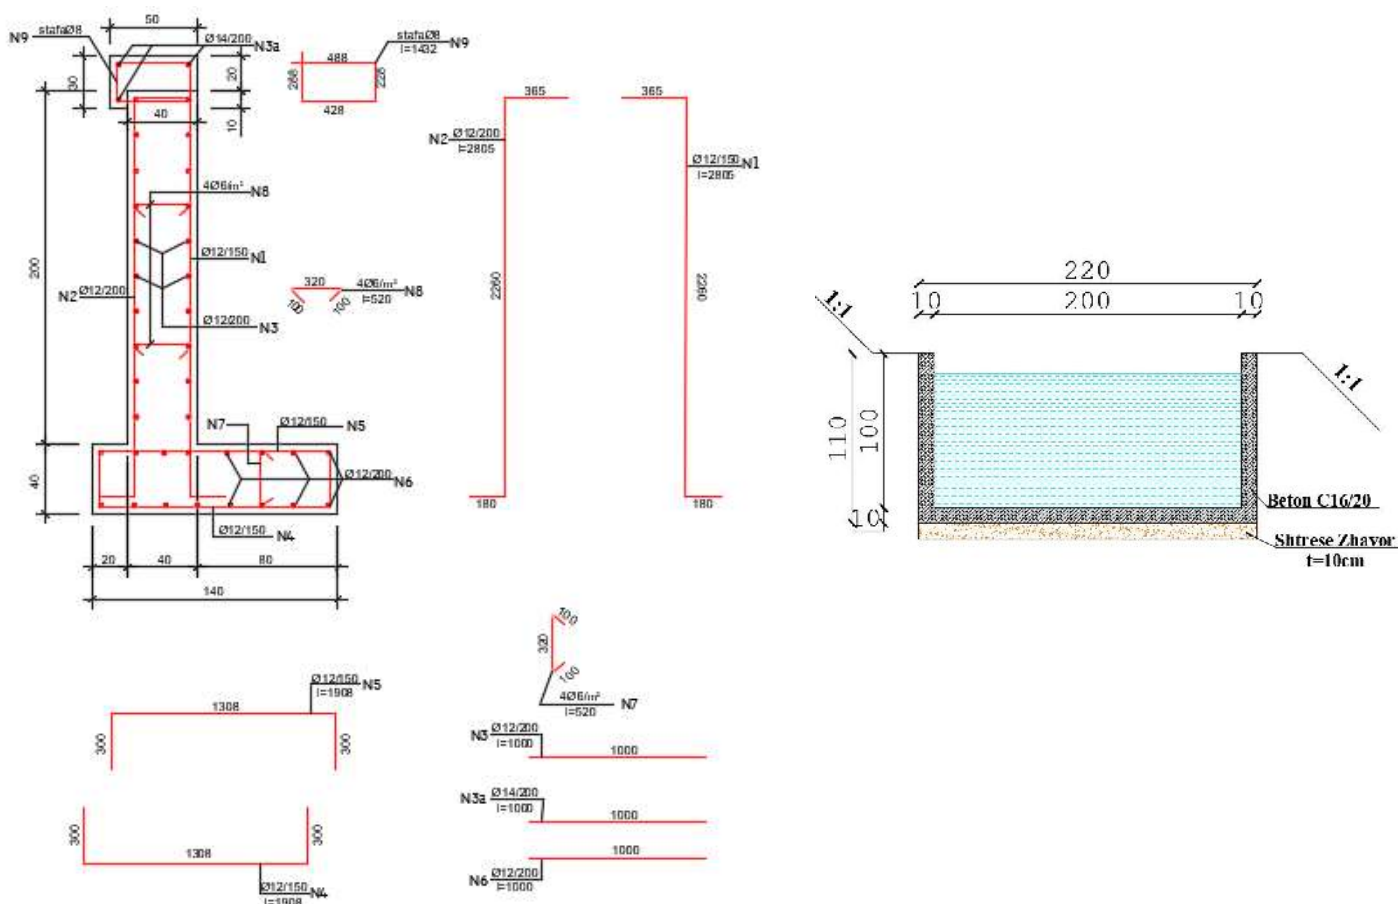 50
N9 stafaØ8
Ø14/200 N3a
30
20
10
40
200
4Ø6/m² N8
Ø12/150 N1
N2 Ø12/200
Ø12/200 N3
N7 Ø12/150 N5
Ø12/200 N6
Ø12/150 N4
40
20 40 80
140
stafaØ8 N9
l=1432
488
268
428
320
100 100
4Ø6/m² N8
l=520
365 365
N2 Ø12/200
l=2805
Ø12/150 N1
l=2805
2260 2260
180 180
220
10 200 10
1:1 1:1
110 100
10
Beton C16/20
Shtrese Zhavor
t=10cm
Ø12/150 N5
l=1908
1308
300 300
300 300
1308
Ø12/150 N4
l=1908
100
320
100
4Ø6/m² N7
l=520
N3 Ø12/200
l=1000
1000
N3a Ø14/200
l=1000
1000
1000
N6 Ø12/200
l=1000